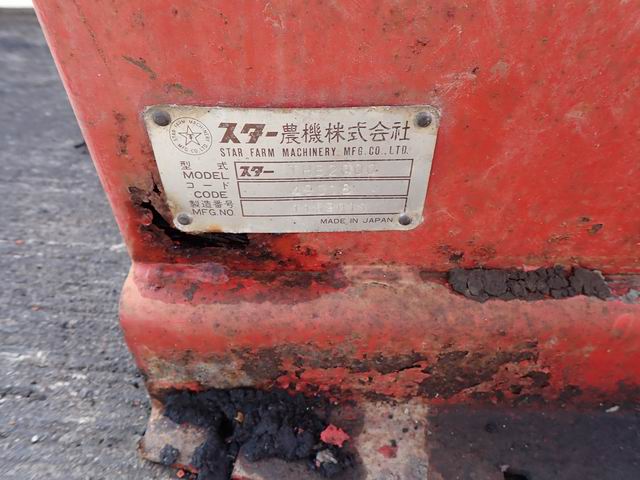 スター農機株式会社
STAR FARM MACHINERY MFG.CO.,LTD.
型式
MODEL スター
コード
CODE
製造番号
MFG.NO
MADE IN JAPAN